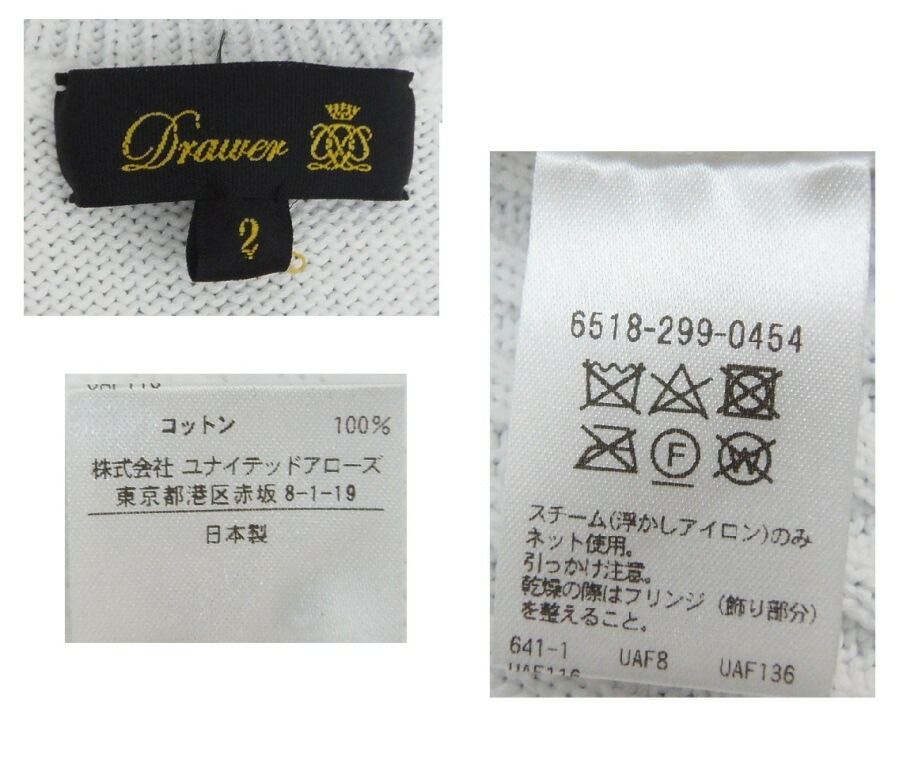 Drawer
2
コットン 100%
株式会社 ユナイテッドアローズ
東京都港区赤坂 8-1-19
日本製
6518-299-0454
F
W
スチーム(浮かしアイロン)のみ
ネット使用。
引っかけ注意。
乾燥の際はフリンジ(飾り部分)
を整えること。
641-1 UAF8 UAF136